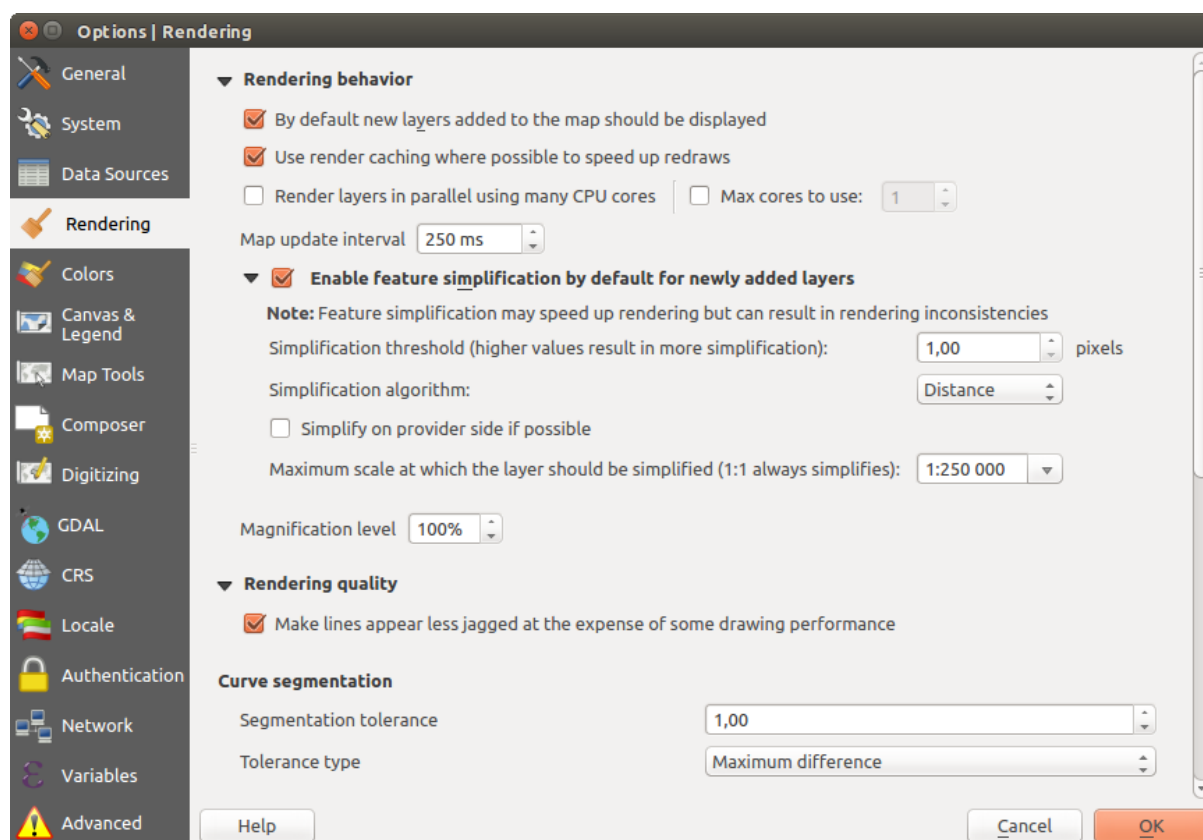 Options | Rendering
General
System
Data Sources
Rendering
Colors
Canvas &
Legend
Map Tools
Composer
Digitizing
GDAL
CRS
Locale
Authentication
Network
Variables
Advanced
Rendering behavior
By default new layers added to the map should be displayed
Use render caching where possible to speed up redraws
Render layers in parallel using many CPU cores Max cores to use: 1
Map update interval 250 ms
Enable feature simplification by default for newly added layers
Note: Feature simplification may speed up rendering but can result in rendering inconsistencies
Simplification threshold (higher values result in more simplification): 1,00 pixels
Simplification algorithm: Distance
Simplify on provider side if possible
Maximum scale at which the layer should be simplified (1:1 always simplifies): 1:250 000
Magnification level 100%
Rendering quality
Make lines appear less jagged at the expense of some drawing performance
Curve segmentation
Segmentation tolerance 1,00
Tolerance type Maximum difference
Help Cancel OK